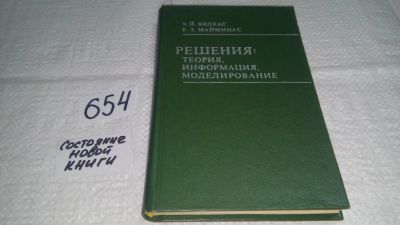 Э. Й. ВИЛКАС
Е. З. МАЙМИНАС
РЕШЕНИЯ:
ТЕОРИЯ,
ИНФОРМАЦИЯ,
МОДЕЛИРОВАНИЕ
654
СОСТОЯНИЕ
НОВОЙ
КНИГИ